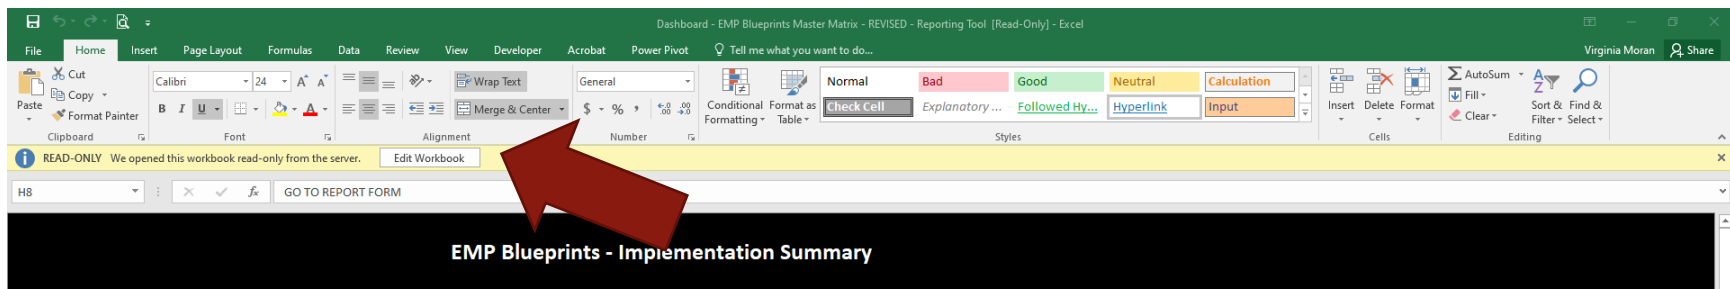 Dashboard - EMP Blueprints Master Matrix - REVISED - Reporting Tool [Read-Only] - Excel
File Home Insert Page Layout Formulas Data Review View Developer Acrobat Power Pivot Tell me what you want to do... Virginia Moran Share
Cut
Copy
Format Painter
Paste
Clipboard
Calibri 24 A A
B I U A
Font
Wrap Text
Merge & Center
Alignment
General
$ % , .0 .00 .00 .0
Number
Conditional Formatting
Format as Table
Normal Bad Good Neutral Calculation
Check Cell Explanatory ... Followed Hy... Hyperlink Input
Styles
Insert Delete Format
Cells
AutoSum
Fill
Clear
Sort & Filter
Find & Select
Editing
READ-ONLY We opened this workbook read-only from the server. Edit Workbook
H8 fx GO TO REPORT FORM
EMP Blueprints - Implementation Summary